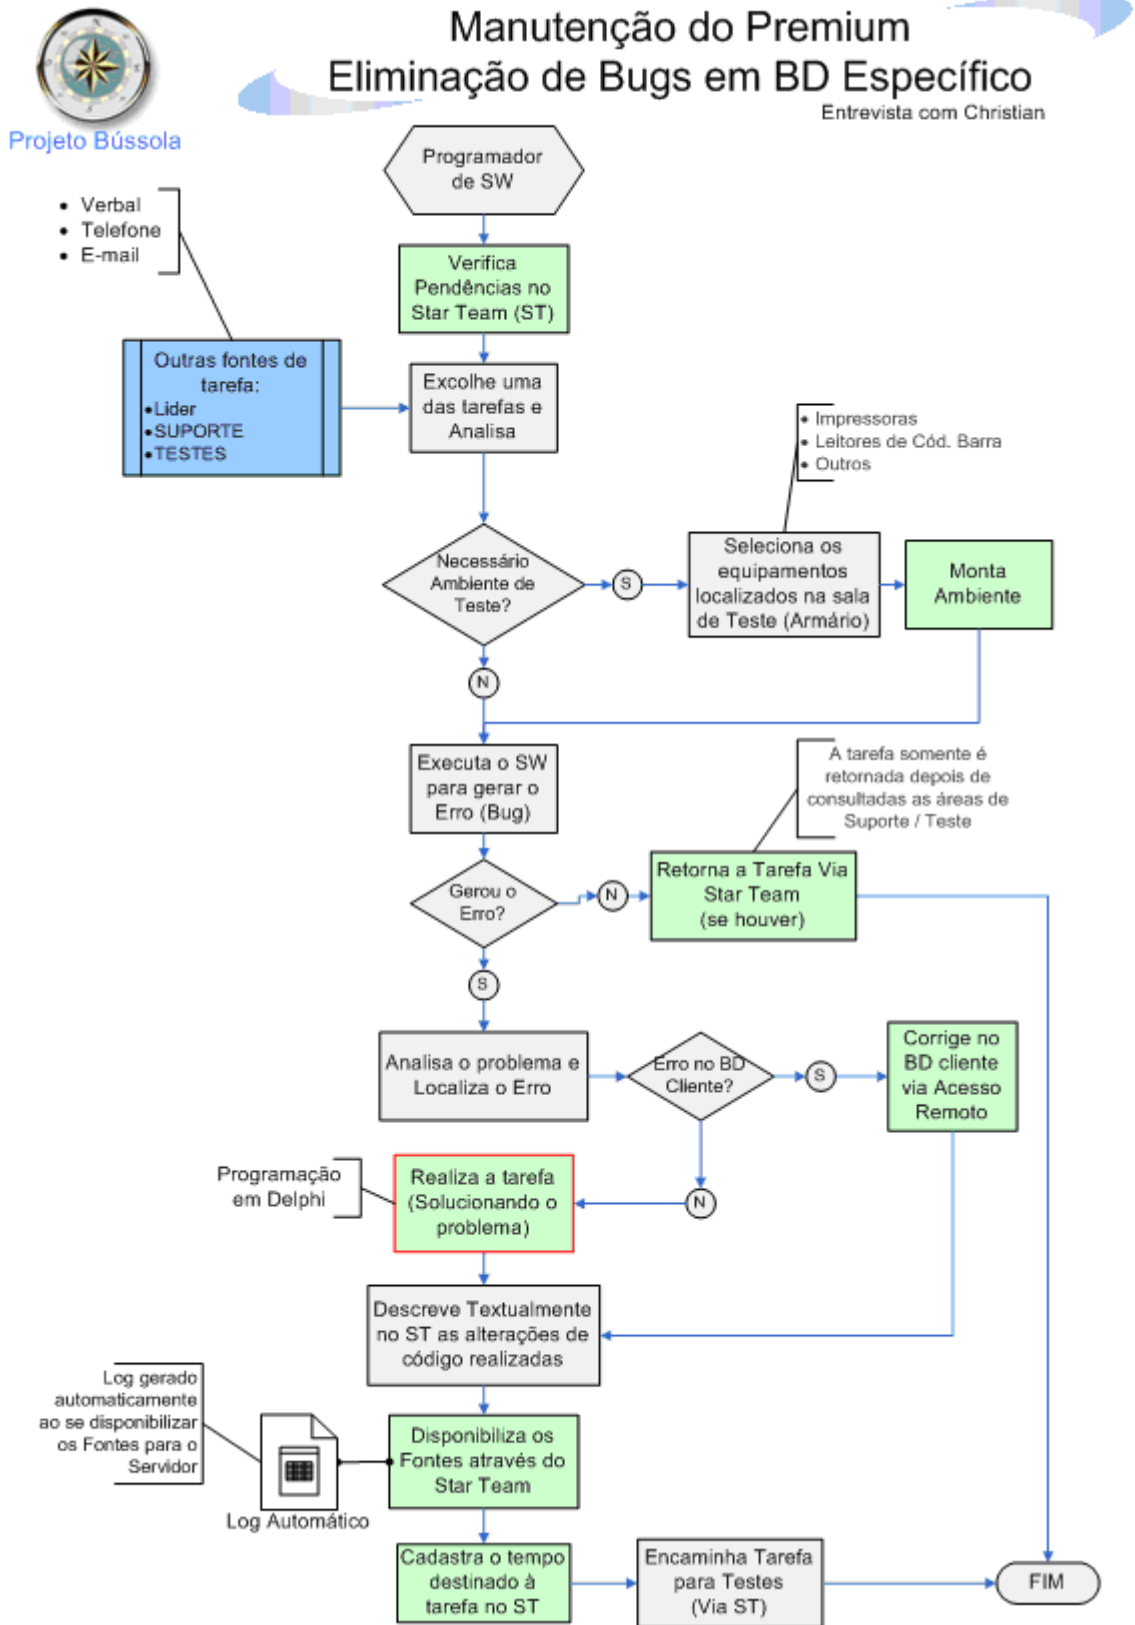 Manutenção do Premium
Eliminação de Bugs em BD Específico
Entrevista com Christian
Projeto Bússola
Programador
de SW
• Verbal
• Telefone
• E-mail
Verifica
Pendências no
Star Team (ST)
Outras fontes de
tarefa:
•Lider
•SUPORTE
•TESTES
Excolhe uma
das tarefas e
Analisa
• Impressoras
• Leitores de Cód. Barra
• Outros
Necessário
Ambiente de
Teste?
S
Seleciona os
equipamentos
localizados na sala
de Teste (Armário)
Monta
Ambiente
N
Executa o SW
para gerar o
Erro (Bug)
A tarefa somente é
retornada depois de
consultadas as áreas de
Suporte / Teste
Gerou o
Erro?
N
Retorna a Tarefa Via
Star Team
(se houver)
S
Analisa o problema e
Localiza o Erro
Erro no BD
Cliente?
S
Corrige no
BD cliente
via Acesso
Remoto
Programação
em Delphi
Realiza a tarefa
(Solucionando o
problema)
N
Descreve Textualmente
no ST as alterações de
código realizadas
Log gerado
automaticamente
ao se disponibilizar
os Fontes para o
Servidor
Log Automático
Disponibiliza os
Fontes através do
Star Team
Cadastra o tempo
destinado à
tarefa no ST
Encaminha Tarefa
para Testes
(Via ST)
FIM